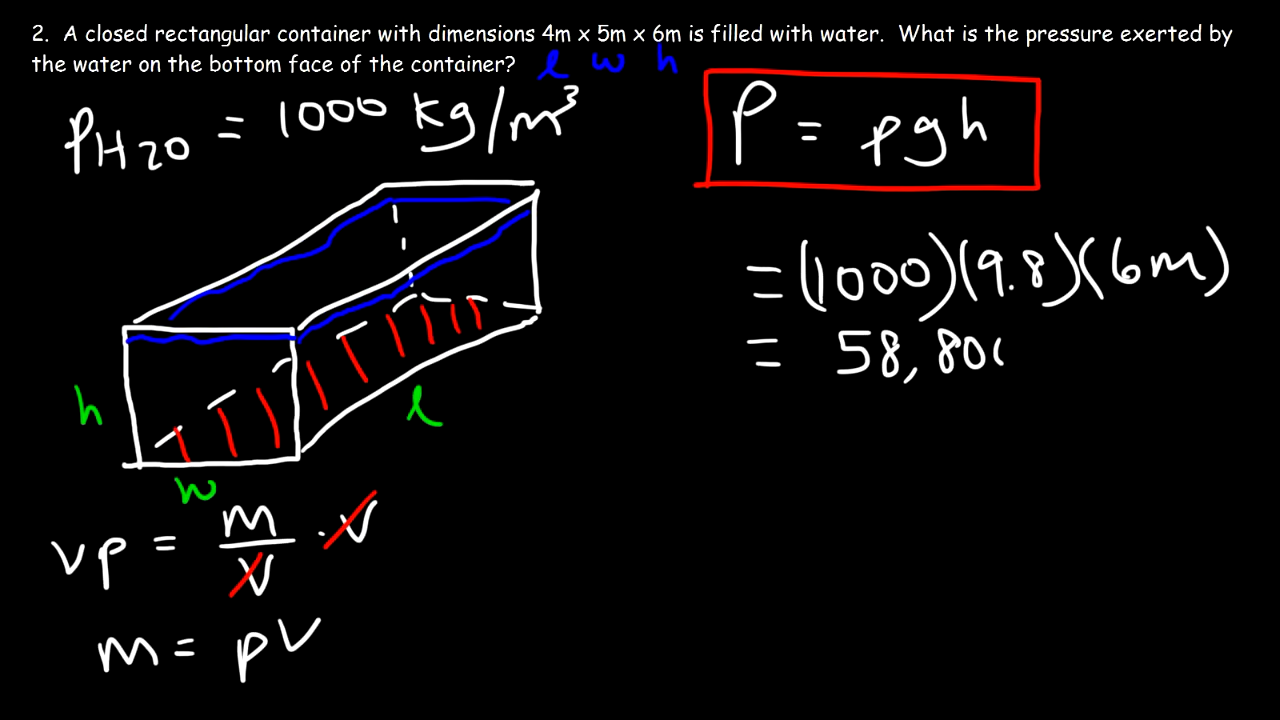 2. A closed rectangular container with dimensions 4m x 5m x 6m is filled with water. What is the pressure exerted by
the water on the bottom face of the container?
l w h
ρH2O = 1000 kg/m³
P = ρgh
= (1000)(9.8)(6m)
= 58,800
h
l
w
Vρ = m/V · V
m = ρV